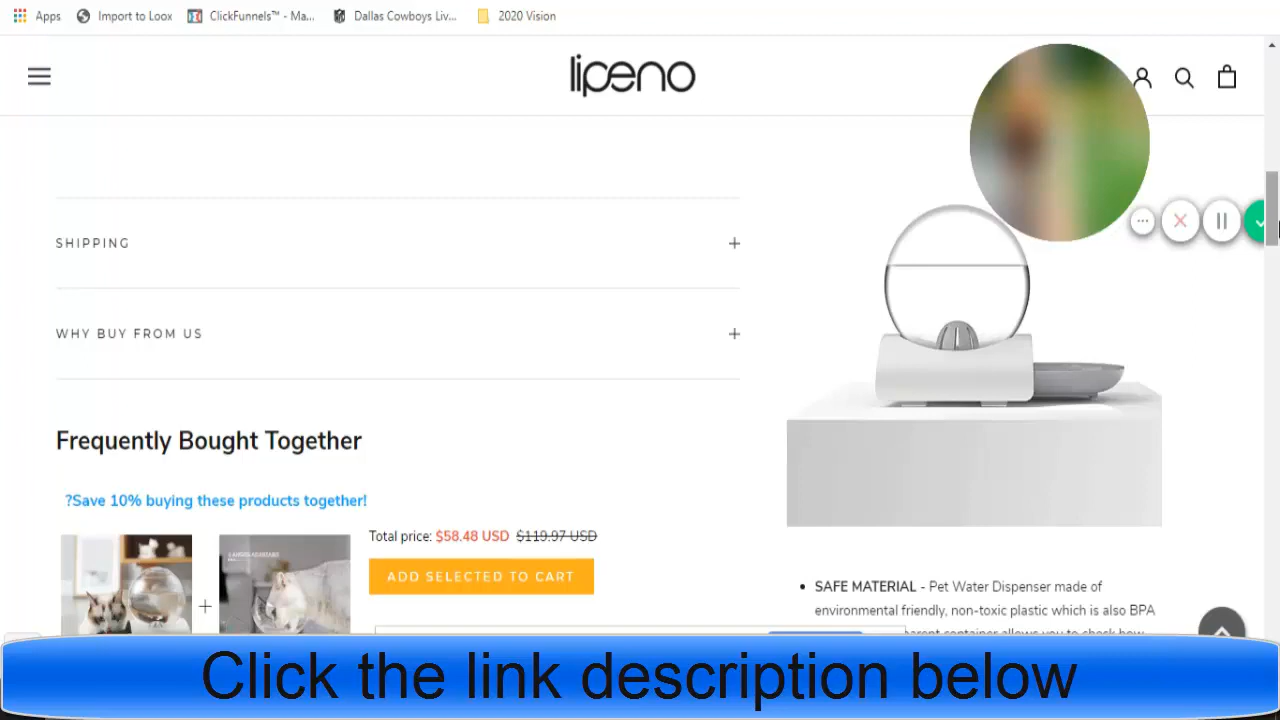 Apps Import to Loox ClickFunnels™ - Ma... Dallas Cowboys Liv... 2020 Vision
lipeno
SHIPPING
WHY BUY FROM US
Frequently Bought Together
?Save 10% buying these products together!
Total price: $58.48 USD $119.97 USD
ADD SELECTED TO CART
SAFE MATERIAL - Pet Water Dispenser made of
environmental friendly, non-toxic plastic which is also BPA
Click the link description below